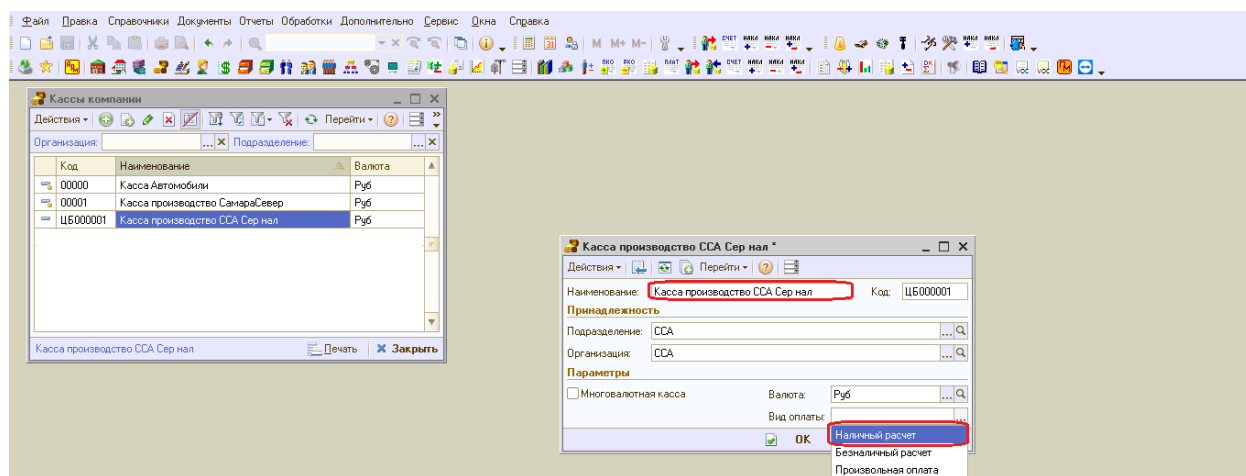 Файл Правка Справочники Документы Отчеты Обработки Дополнительно Сервис Окна Справка
M M+ M-
Кассы компании
Действия Перейти
Организация: ... Подразделение: ...
Код Наименование Валюта
00000 Касса Автомобили Руб
00001 Касса производство СамараСевер Руб
ЦБ000001 Касса производство ССА Сер нал Руб
Касса производство ССА Сер нал Печать Закрыть
Касса производство ССА Сер нал *
Действия Перейти
Наименование: Касса производство ССА Сер нал Код: ЦБ000001
Принадлежность
Подразделение: ССА ...
Организация: ССА ...
Параметры
Многовалютная касса Валюта: Руб ...
Вид оплаты: ...
OK
Наличный расчет
Безналичный расчет
Произвольная оплата